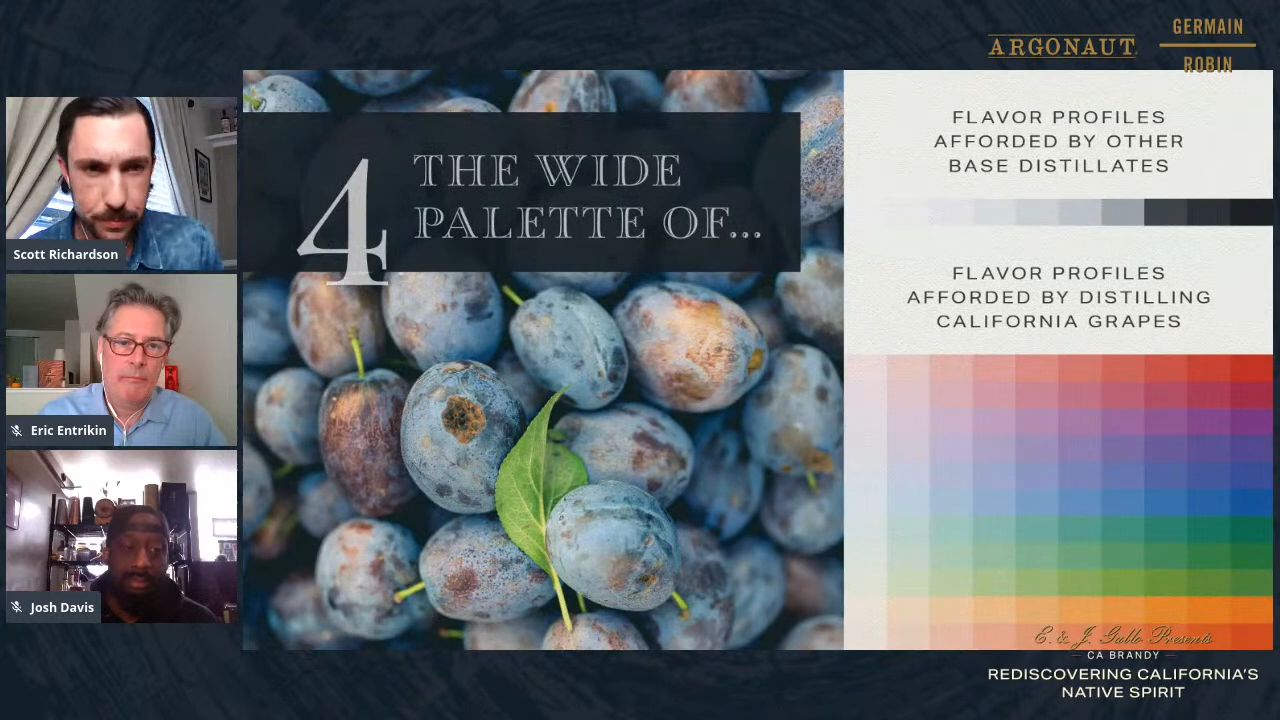 ARGONAUT
GERMAIN
ROBIN
Scott Richardson
Eric Entrikin
Josh Davis
4
THE WIDE
PALETTE OF...
FLAVOR PROFILES
AFFORDED BY OTHER
BASE DISTILLATES
FLAVOR PROFILES
AFFORDED BY DISTILLING
CALIFORNIA GRAPES
E. & J. Gallo Presents
CA BRANDY
REDISCOVERING CALIFORNIA'S
NATIVE SPIRIT